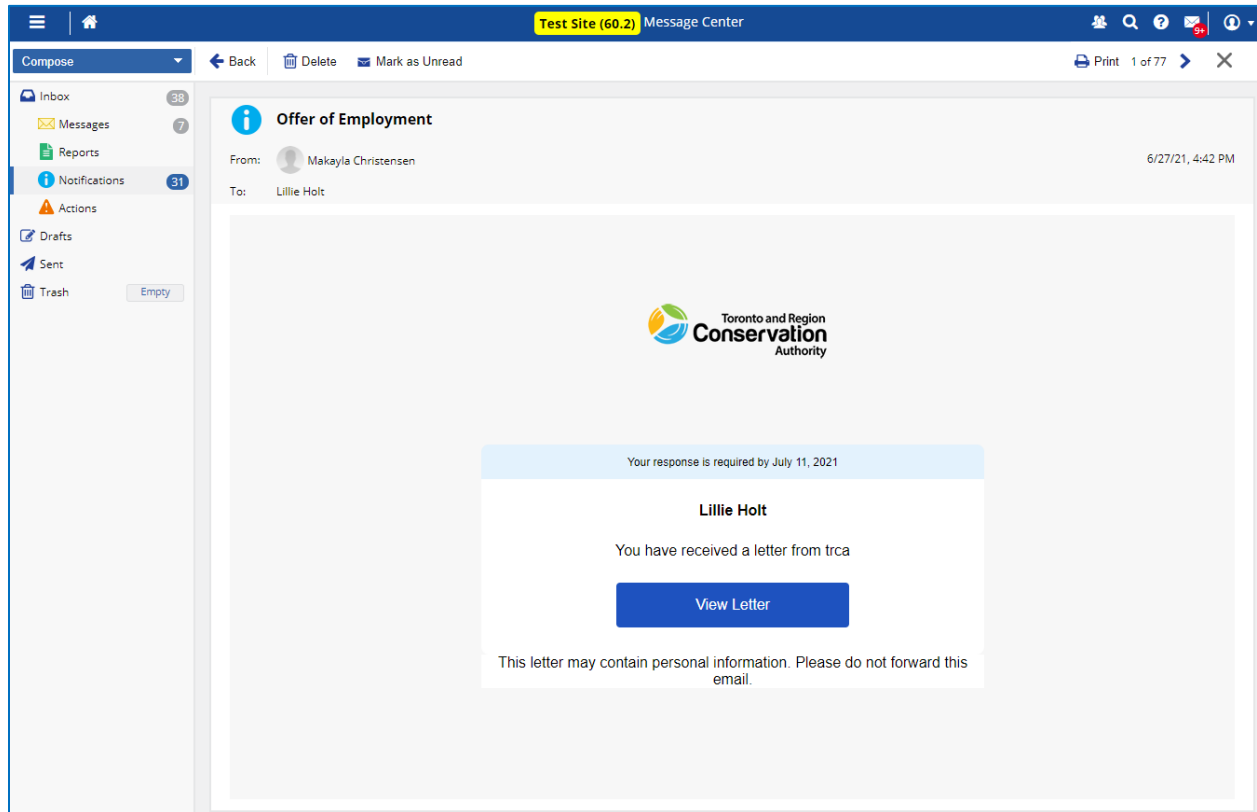 Test Site (60.2) Message Center
9+
Compose
Back Delete Mark as Unread
Print 1 of 77
Inbox 38
Messages 7
Reports
Notifications 31
Actions
Drafts
Sent
Trash Empty
Offer of Employment
From: Makayla Christensen
6/27/21, 4:42 PM
To: Lillie Holt
Toronto and Region
Conservation
Authority
Your response is required by July 11, 2021
Lillie Holt
You have received a letter from trca
View Letter
This letter may contain personal information. Please do not forward this
email.